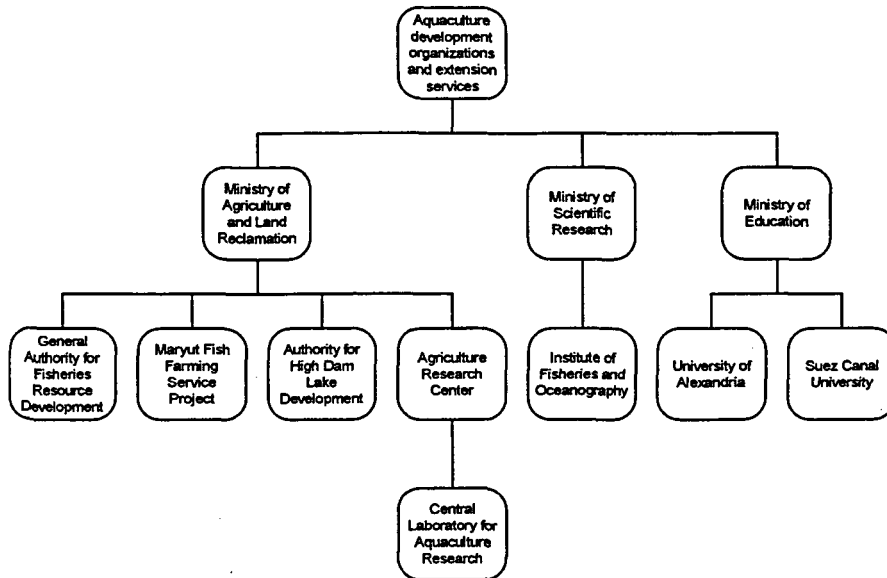 Aquaculture
development
organizations
and extension
services
Ministry of
Agriculture
and Land
Reclamation
Ministry of
Scientific
Research
Ministry of
Education
General
Authority for
Fisheries
Resource
Development
Maryut Fish
Farming
Service
Project
Authority for
High Dam
Lake
Development
Agriculture
Research
Center
Institute of
Fisheries and
Oceanography
University of
Alexandria
Suez Canal
University
Central
Laboratory for
Aquaculture
Research